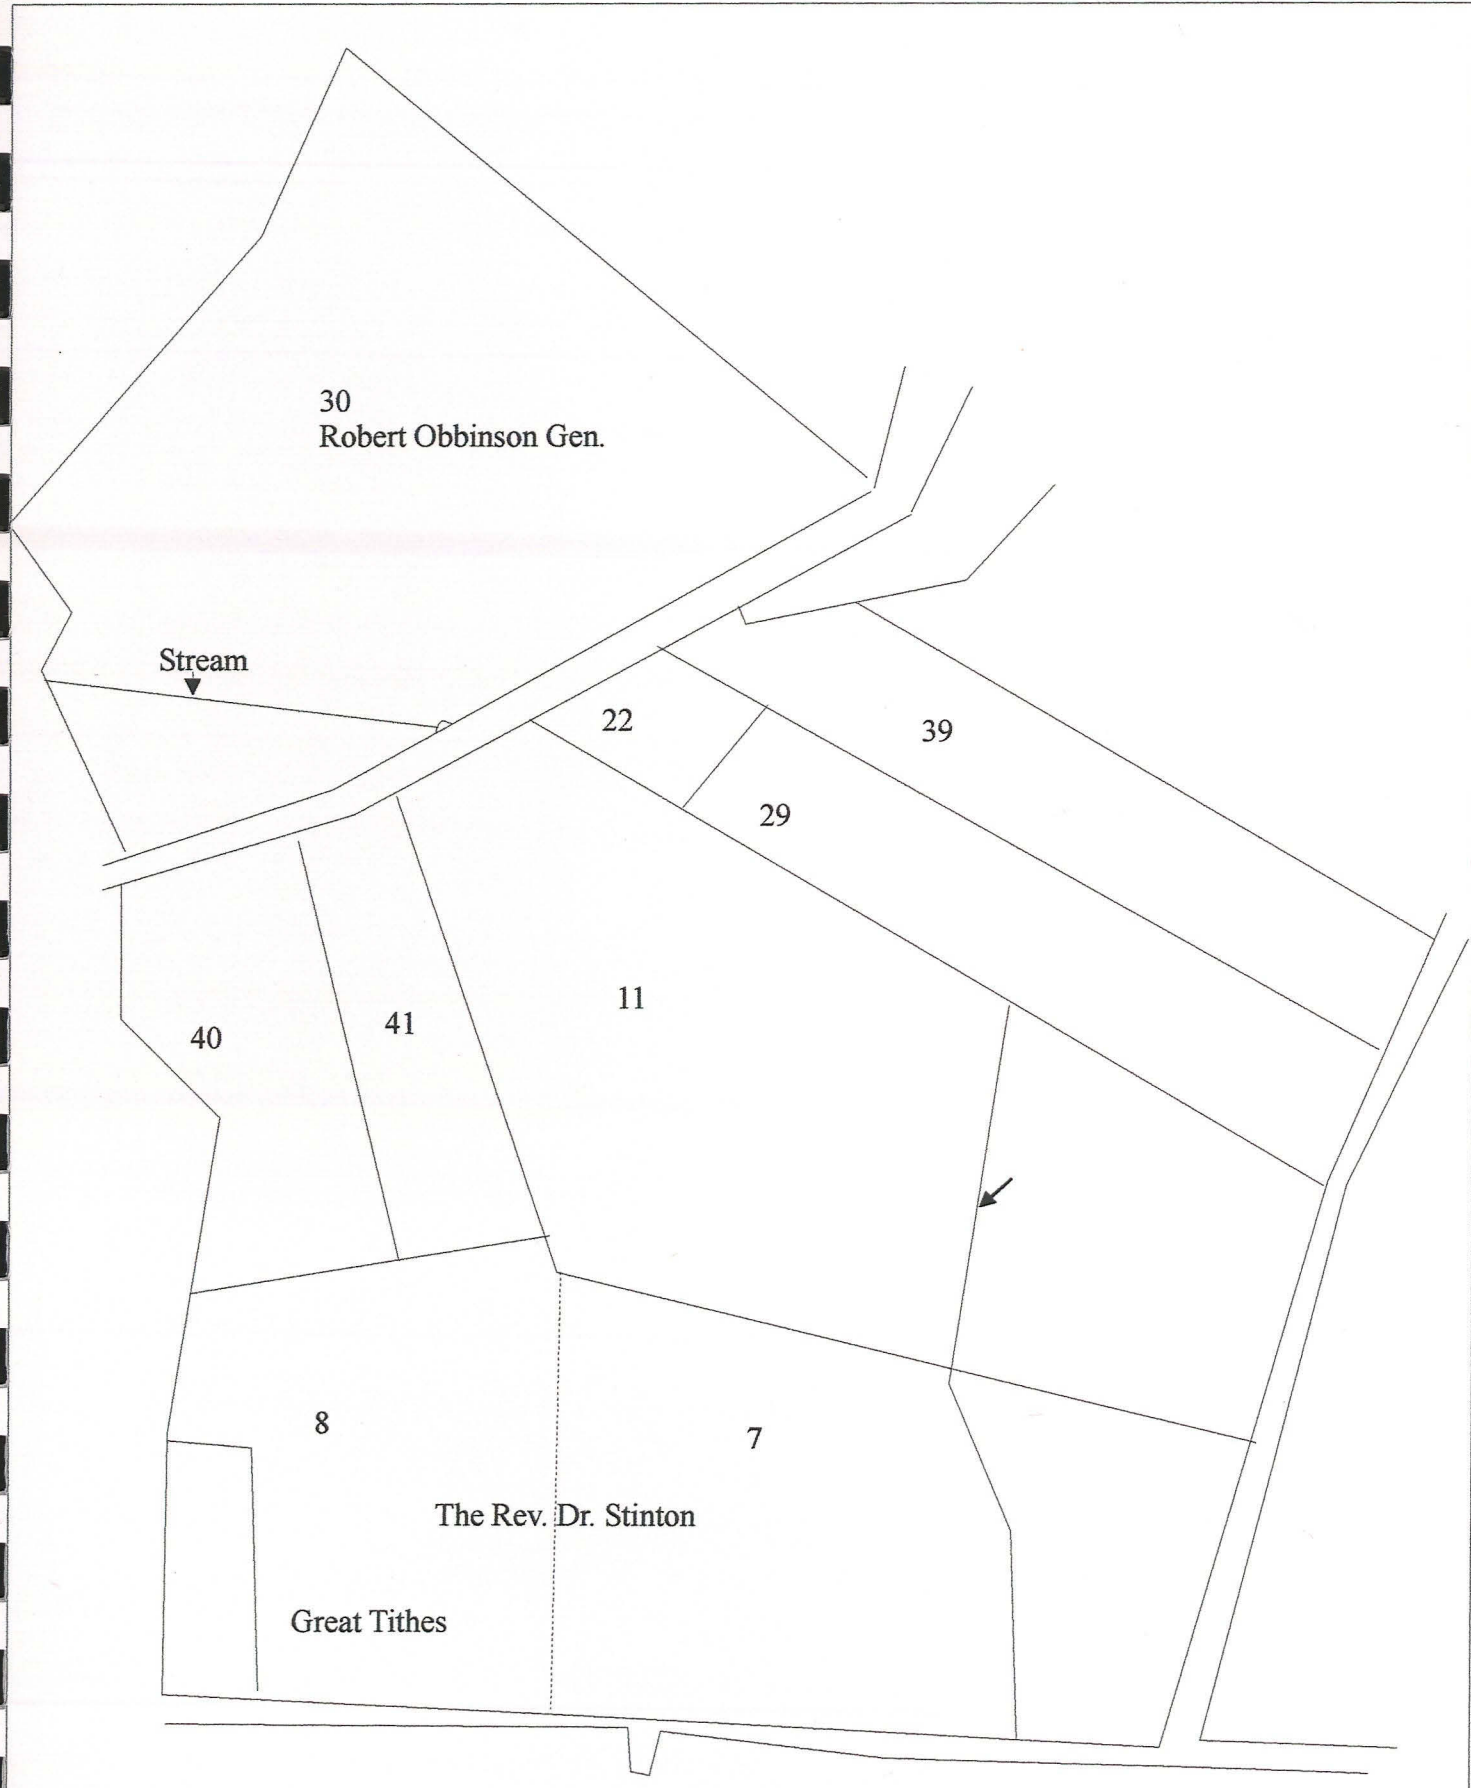 30
Robert Obbinson Gen.
Stream
22
39
29
11
41
40
8
7
The Rev. Dr. Stinton
Great Tithes